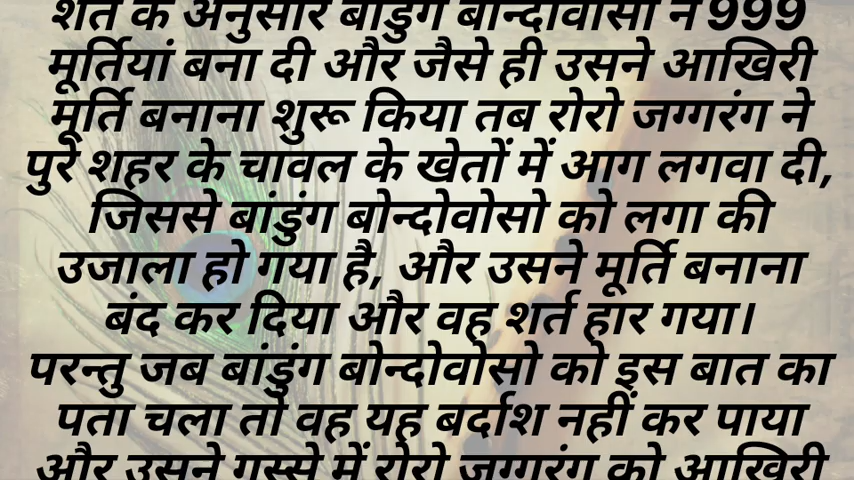 शर्त के अनुसार बांडुंग बोन्दोवोसो ने 999
मूर्तियां बना दी और जैसे ही उसने आखिरी
मूर्ति बनाना शुरू किया तब रोरो जग्गरंग ने
पुरे शहर के चावल के खेतों में आग लगवा दी,
जिससे बांडुंग बोन्दोवोसो को लगा की
उजाला हो गया है, और उसने मूर्ति बनाना
बंद कर दिया और वह शर्त हार गया।
परन्तु जब बांडुंग बोन्दोवोसो को इस बात का
पता चला तो वह यह बर्दाश नहीं कर पाया
और उसने गुस्से में रोरो जग्गरंग को आखिरी